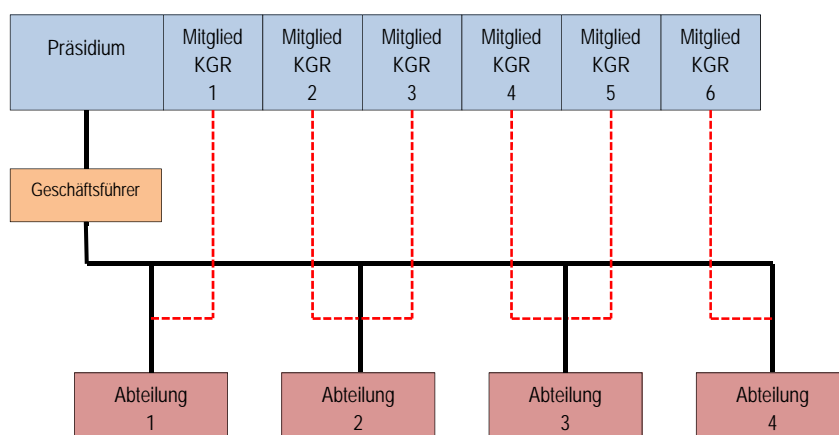 Präsidium
Mitglied
KGR
1
Mitglied
KGR
2
Mitglied
KGR
3
Mitglied
KGR
4
Mitglied
KGR
5
Mitglied
KGR
6
Geschäftsführer
Abteilung
1
Abteilung
2
Abteilung
3
Abteilung
4